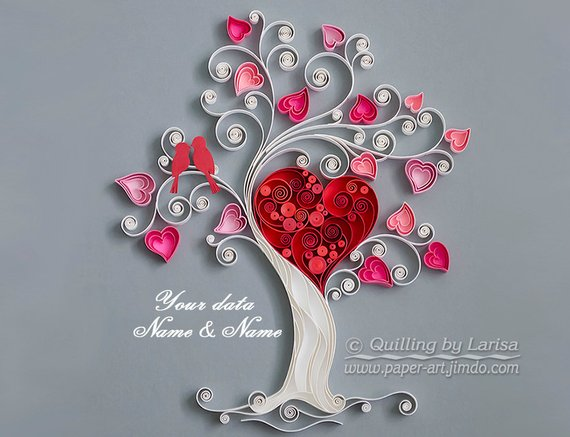 Your data
Name & Name
© Quilling by Larisa
www.paper-art.jimdo.com